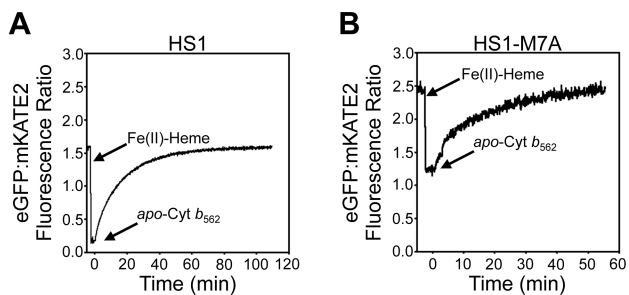 A
HS1
eGFP:mKATE2
Fluorescence Ratio
3.0
2.5
2.0
1.5
1.0
0.5
0.0
Fe(II)-Heme
apo-Cyt b562
0 20 40 60 80 100 120
Time (min)
B
HS1-M7A
eGFP:mKATE2
Fluorescence Ratio
3.0
2.5
2.0
1.5
1.0
0.5
0.0
Fe(II)-Heme
apo-Cyt b562
0 10 20 30 40 50 60
Time (min)